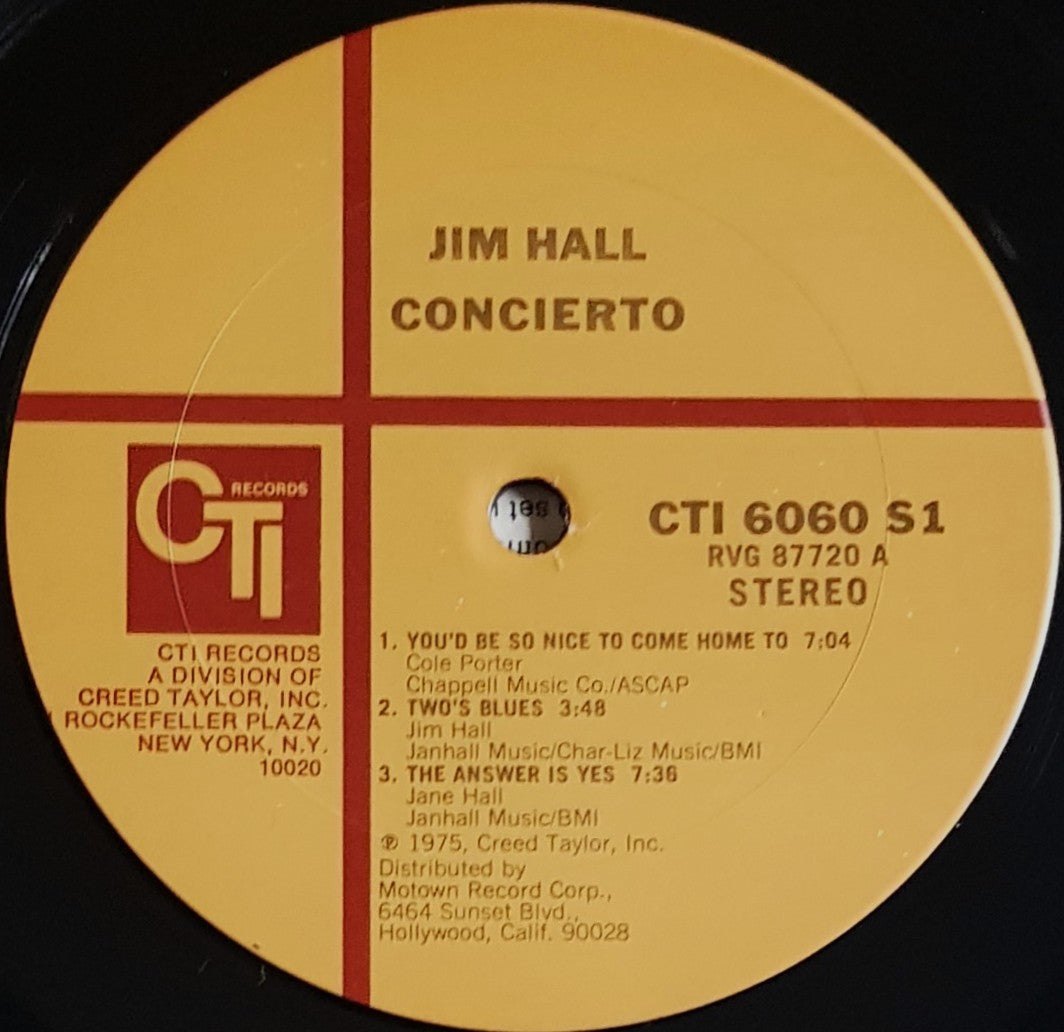 JIM HALL
CONCIERTO
RECORDS
CTI
CTI RECORDS
A DIVISION OF
CREED TAYLOR, INC.
ROCKEFELLER PLAZA
NEW YORK, N.Y.
10020
CTI 6060 S1
RVG 87720 A
STEREO
1. YOU'D BE SO NICE TO COME HOME TO 7:04
Cole Porter
Chappell Music Co./ASCAP
2. TWO'S BLUES 3:48
Jim Hall
Janhall Music/Char-Liz Music/BMI
3. THE ANSWER IS YES 7:36
Jane Hall
Janhall Music/BMI
℗ 1975, Creed Taylor, Inc.
Distributed by
Motown Record Corp.,
6464 Sunset Blvd.,
Hollywood, Calif. 90028